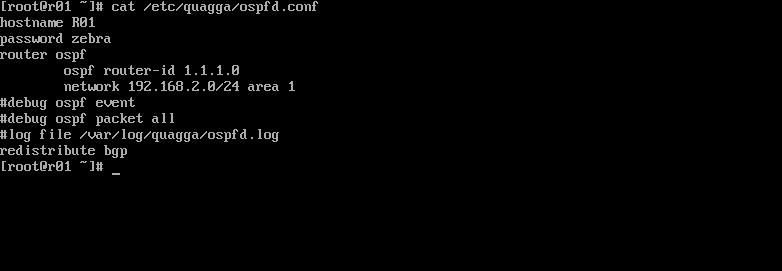 [root@r01 ~]# cat /etc/quagga/ospfd.conf
hostname R01
password zebra
router ospf
        ospf router-id 1.1.1.0
        network 192.168.2.0/24 area 1
#debug ospf event
#debug ospf packet all
#log file /var/log/quagga/ospfd.log
redistribute bgp
[root@r01 ~]# _